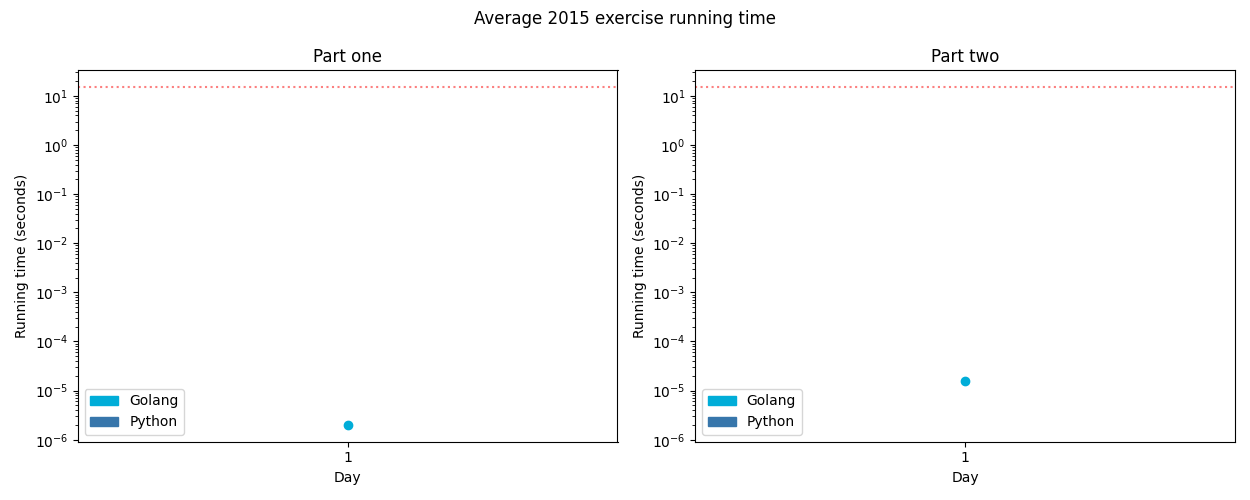 Average 2015 exercise running time
Part one
Running time (seconds)
10¹
10⁰
10⁻¹
10⁻²
10⁻³
10⁻⁴
10⁻⁵
10⁻⁶
Golang
Python
1
Day
Part two
Running time (seconds)
10¹
10⁰
10⁻¹
10⁻²
10⁻³
10⁻⁴
10⁻⁵
10⁻⁶
Golang
Python
1
Day